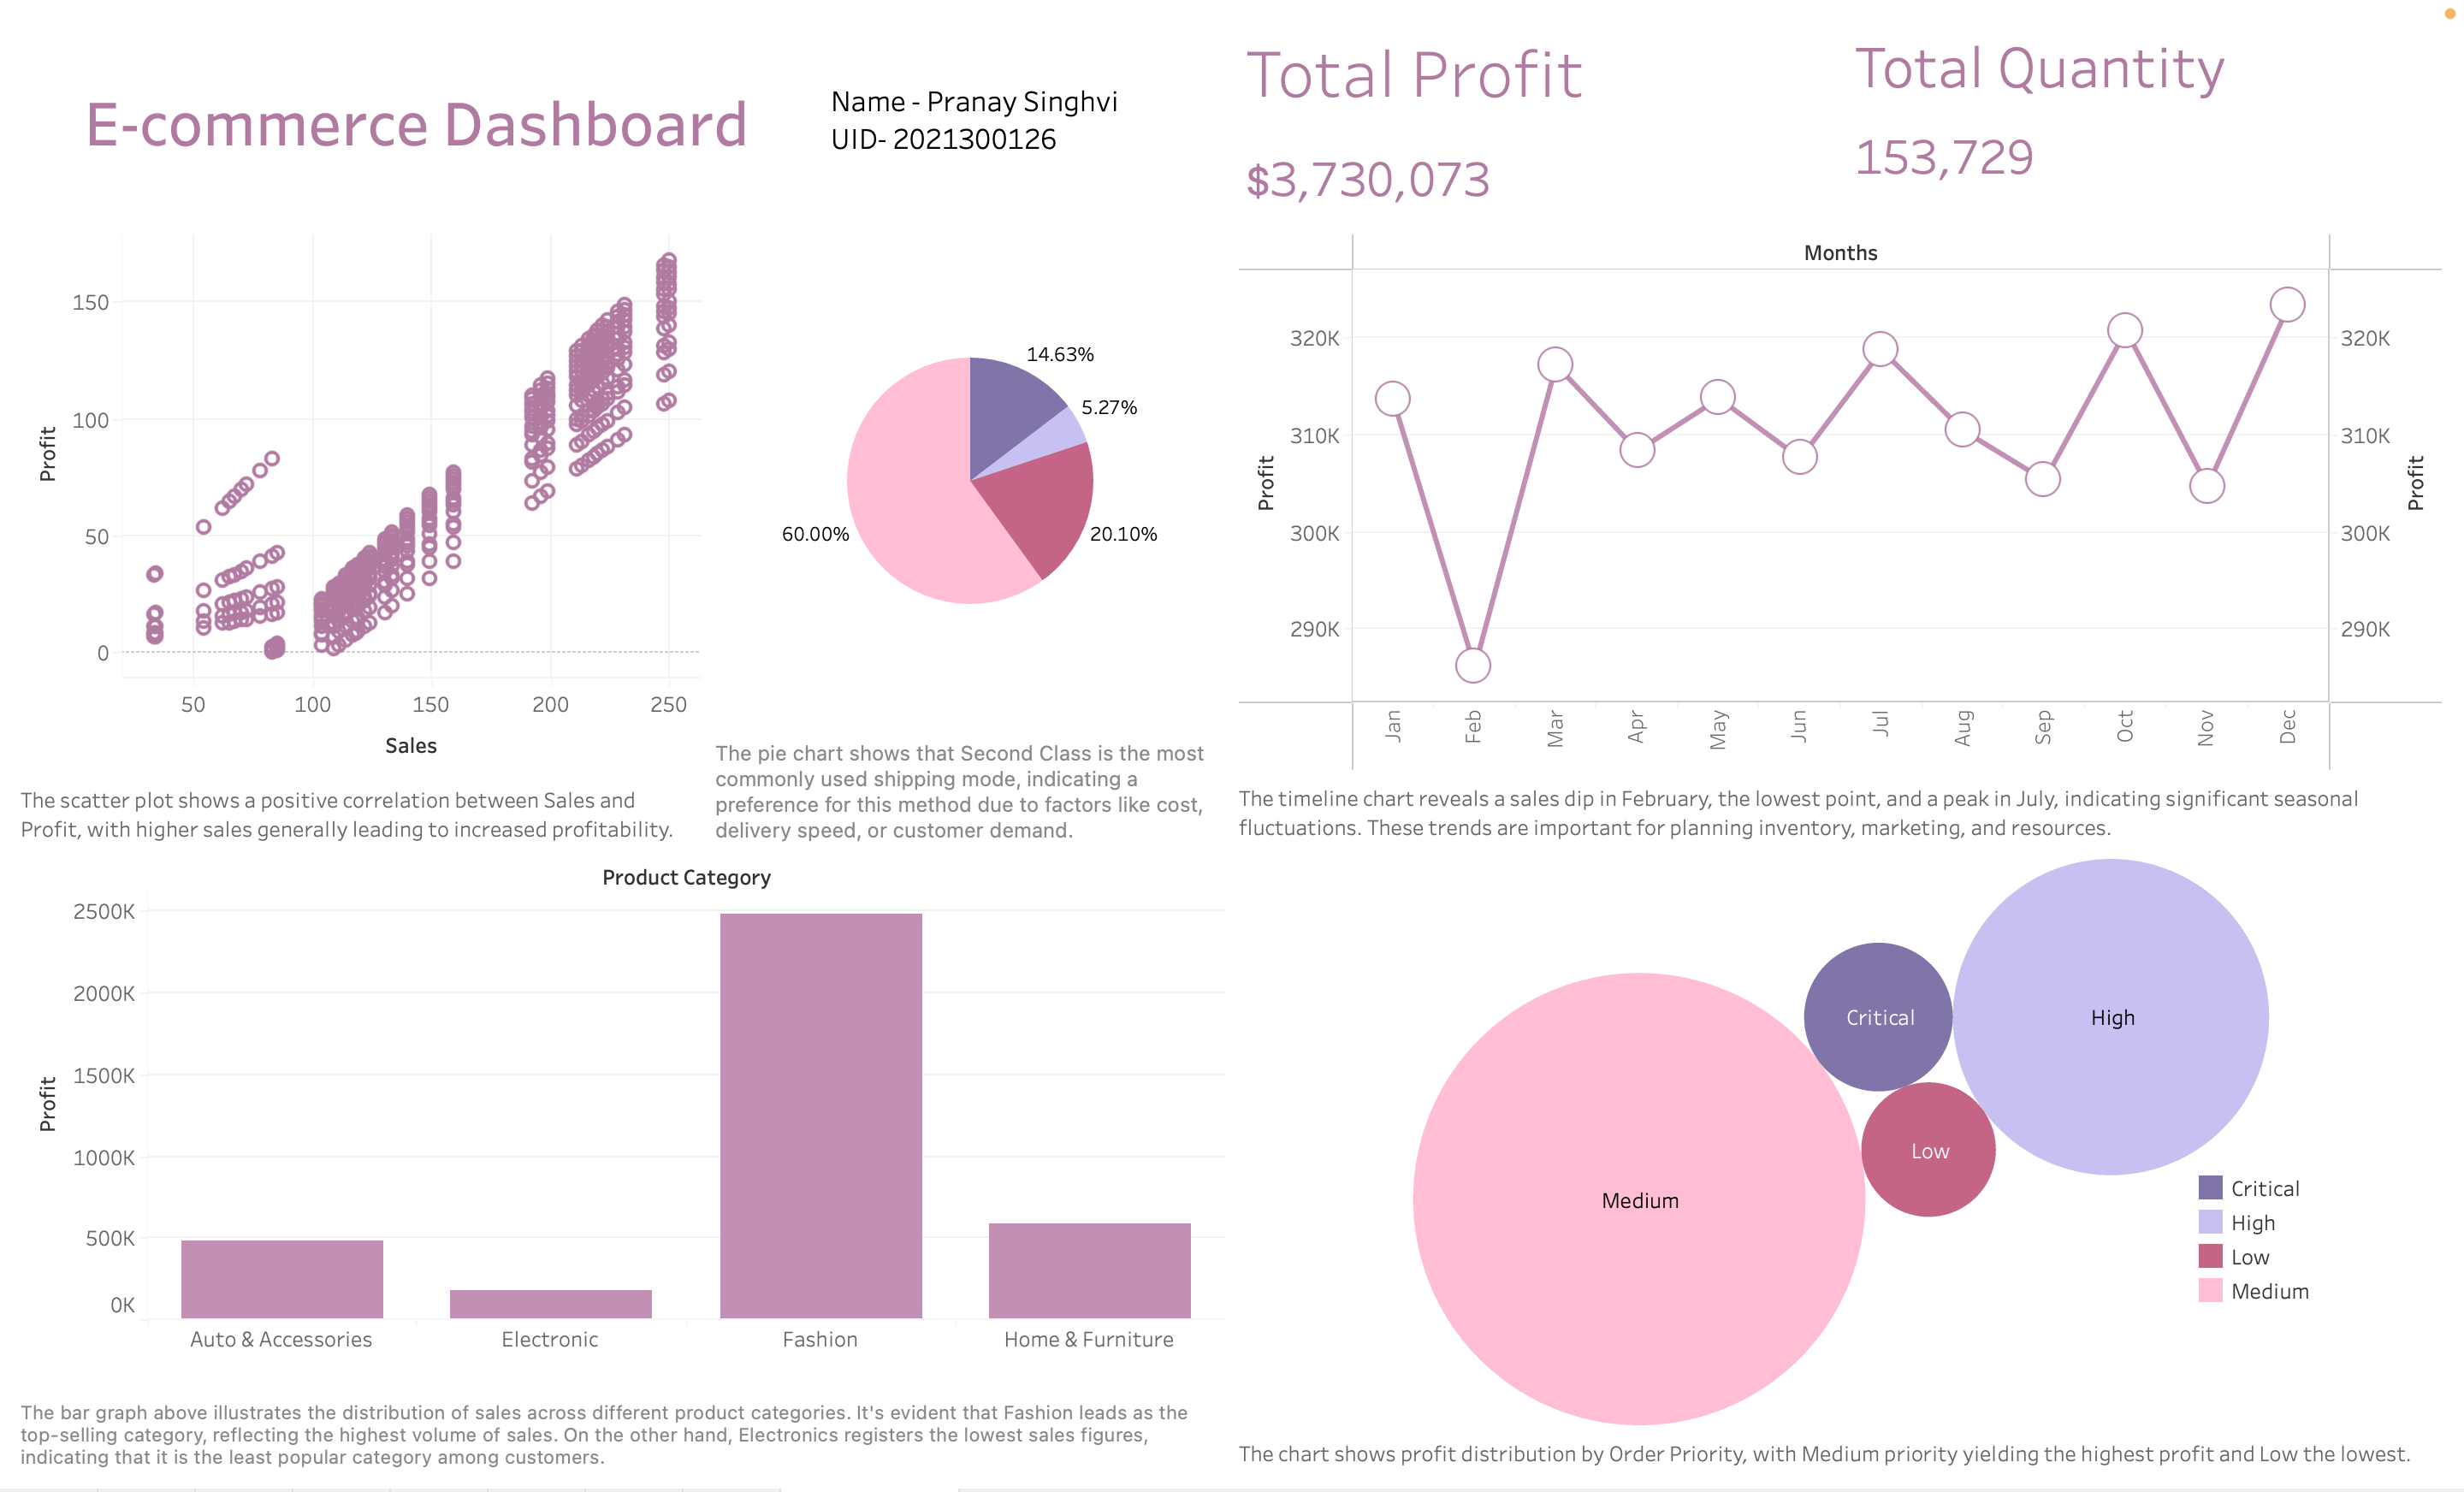 E-commerce Dashboard
Name - Pranay Singhvi
UID- 2021300126
Total Profit
$3,730,073
Total Quantity
153,729
Profit
150
100
50
0
50 100 150 200 250
Sales
The scatter plot shows a positive correlation between Sales and
Profit, with higher sales generally leading to increased profitability.
14.63%
5.27%
20.10%
60.00%
The pie chart shows that Second Class is the most
commonly used shipping mode, indicating a
preference for this method due to factors like cost,
delivery speed, or customer demand.
Months
Profit
320K
310K
300K
290K
320K
310K
300K
290K
Profit
Jan Feb Mar Apr May Jun Jul Aug Sep Oct Nov Dec
The timeline chart reveals a sales dip in February, the lowest point, and a peak in July, indicating significant seasonal
fluctuations. These trends are important for planning inventory, marketing, and resources.
Product Category
Profit
2500K
2000K
1500K
1000K
500K
0K
Auto & Accessories Electronic Fashion Home & Furniture
The bar graph above illustrates the distribution of sales across different product categories. It's evident that Fashion leads as the
top-selling category, reflecting the highest volume of sales. On the other hand, Electronics registers the lowest sales figures,
indicating that it is the least popular category among customers.
Critical
High
Low
Medium
Critical
High
Low
Medium
The chart shows profit distribution by Order Priority, with Medium priority yielding the highest profit and Low the lowest.